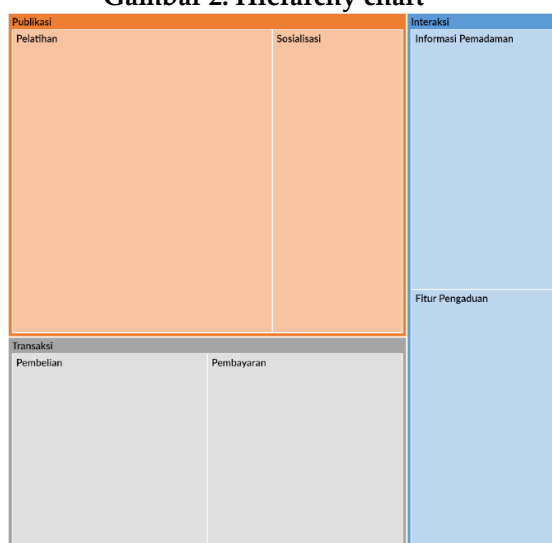 Gambar 2. Hierarchy chart
Publikasi
Pelatihan
Sosialisasi
Interaksi
Informasi Pemadaman
Fitur Pengaduan
Transaksi
Pembelian
Pembayaran